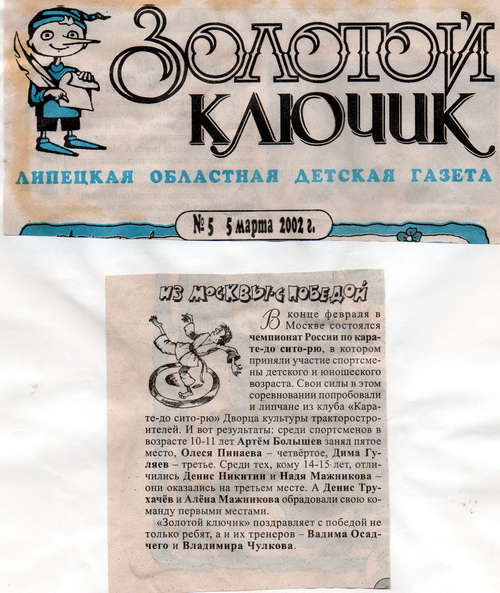 ЗОЛОТОЙ
КЛЮЧИК
ЛИПЕЦКАЯ ОБЛАСТНАЯ ДЕТСКАЯ ГАЗЕТА
№ 5 5 марта 2002 г.
ИЗ МОСКВЫ-С ПОБЕДОЙ
В конце февраля в
Москве состоялся
чемпионат России по кара-
те-до сито-рю, в котором
приняли участие спортсме-
ны детского и юношеского
возраста. Свои силы в этом
соревновании попробовали
и липчане из клуба «Кара-
те-до сито-рю» Дворца культуры тракторостро-
ителей. И вот результаты: среди спортсменов в
возрасте 10-11 лет Артём Болышев занял пятое
место, Олеся Пинаева – четвёртое, Дима Гу-
ляев – третье. Среди тех, кому 14-15 лет, отли-
чились Денис Никитин и Надя Мажникова –
они оказались на третьем месте. А Денис Тру-
хачёв и Алёна Мажникова обрадовали свою ко-
манду первыми местами.
«Золотой ключик» поздравляет с победой не
только ребят, а и их тренеров – Вадима Осад-
чего и Владимира Чулкова.